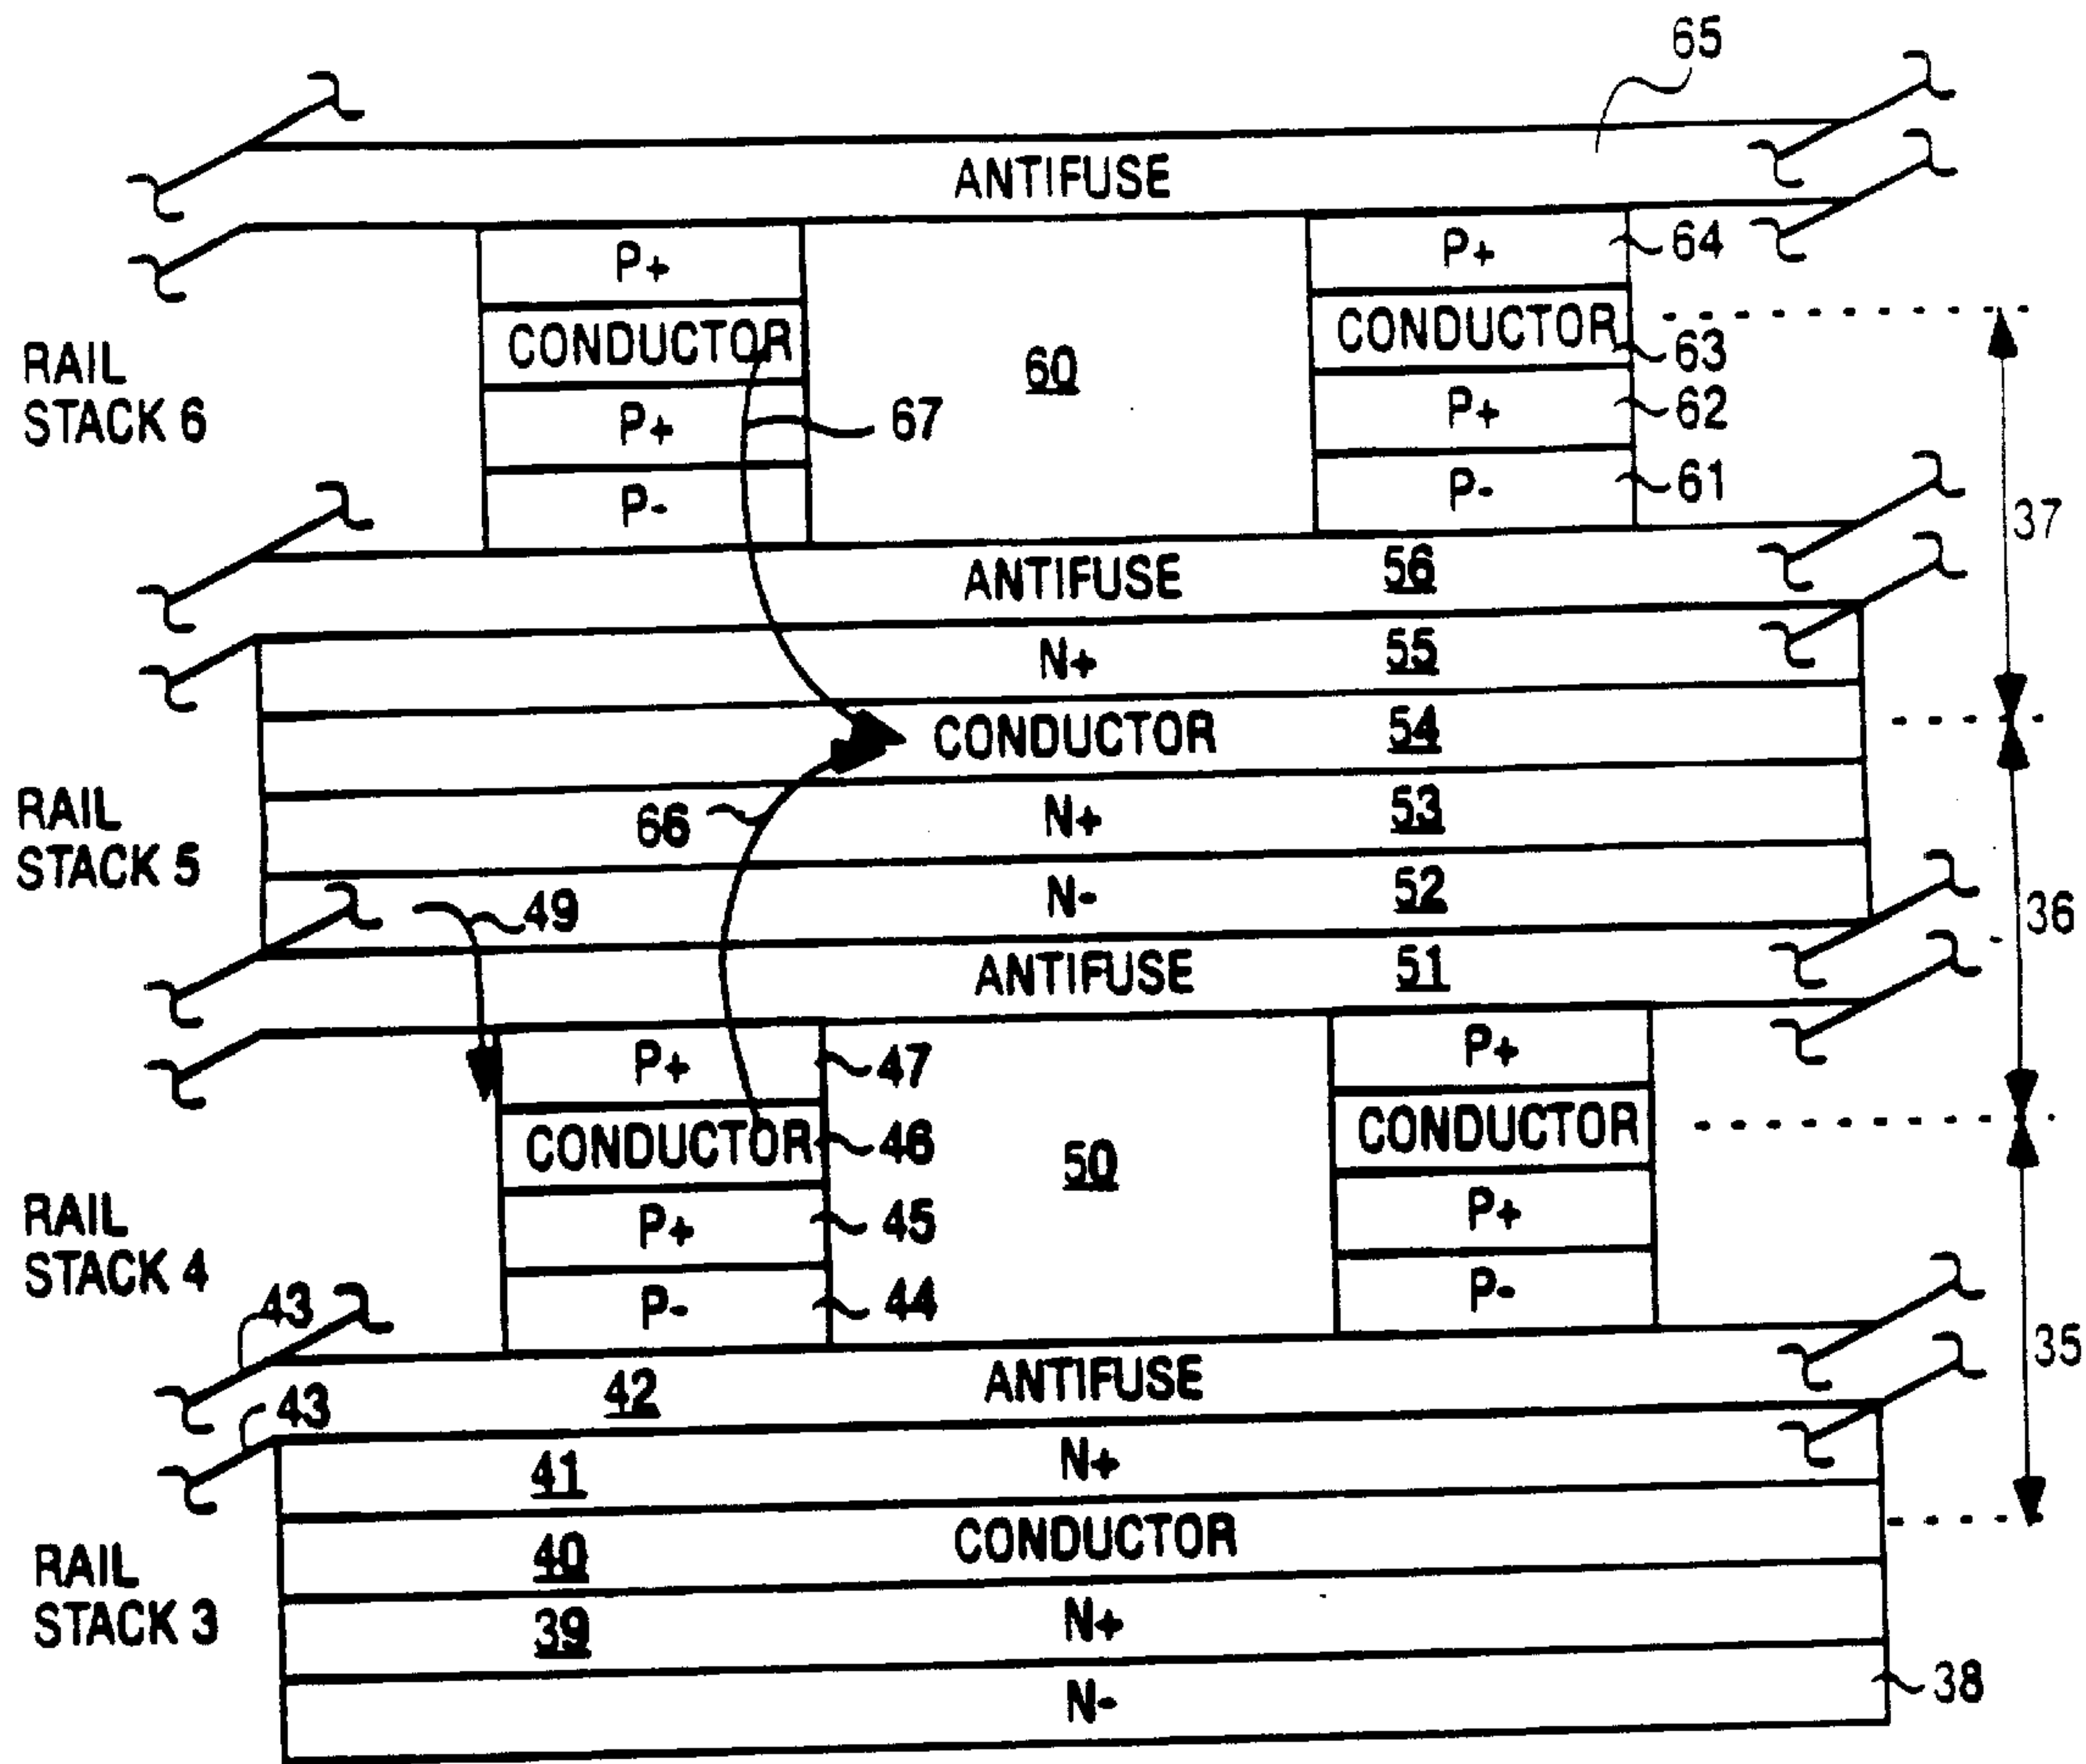 65
ANTIFUSE
P+ P+ 64
CONDUCTOR CONDUCTOR 63
RAIL
STACK 6
60
P+ 67 P+ 62
P- P- 61
37
ANTIFUSE 56
N+ 55
CONDUCTOR 54
RAIL
STACK 5
66 N+ 53
49 N- 52
36
ANTIFUSE 51
P+ 47 P+
CONDUCTOR 46 CONDUCTOR
50
RAIL
STACK 4
P+ 45 P+
P- 44 P-
43
35
42 ANTIFUSE
43
41 N+
40 CONDUCTOR
RAIL
STACK 3
39 N+
N- 38